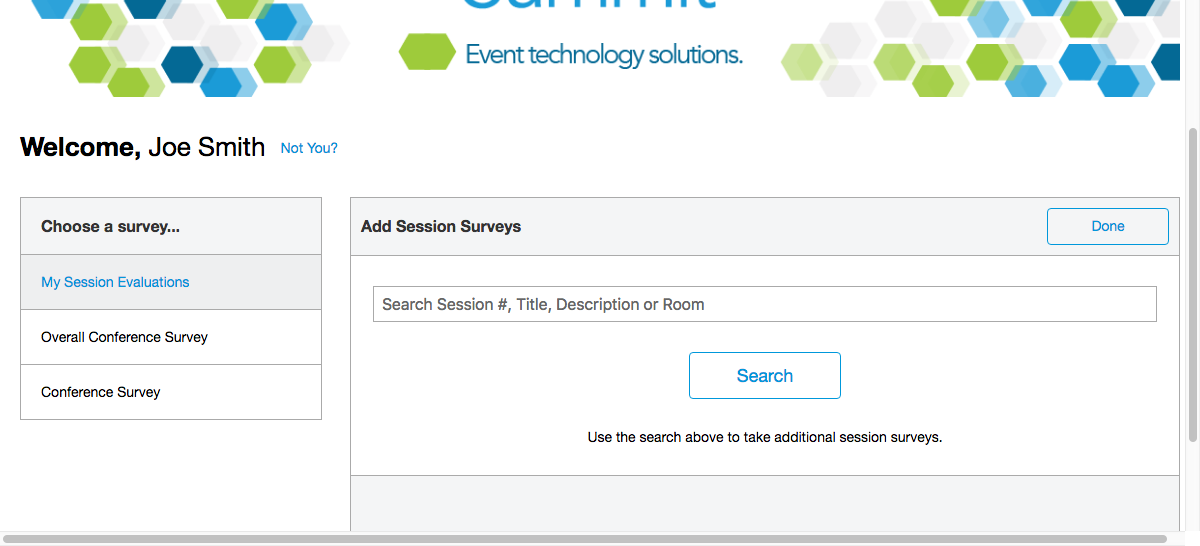 Event technology solutions.
Welcome, Joe Smith Not You?
Choose a survey...
My Session Evaluations
Overall Conference Survey
Conference Survey
Add Session Surveys
Done
Search Session #, Title, Description or Room
Search
Use the search above to take additional session surveys.